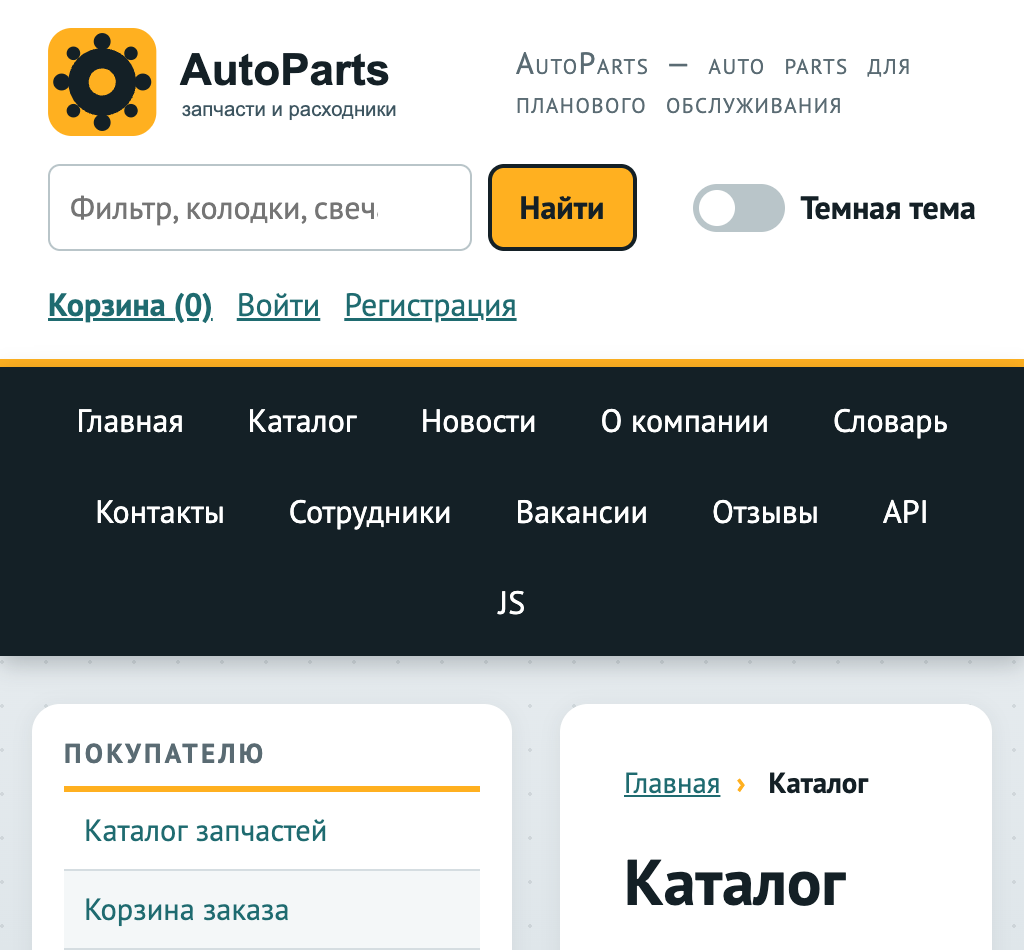 AutoParts
запчасти и расходники
AutoParts — auto parts для
планового обслуживания
Фильтр, колодки, свеч
Найти
Темная тема
Корзина (0) Войти Регистрация
Главная Каталог Новости О компании Словарь
Контакты Сотрудники Вакансии Отзывы API
JS
ПОКУПАТЕЛЮ
Каталог запчастей
Корзина заказа
Главная › Каталог
Каталог